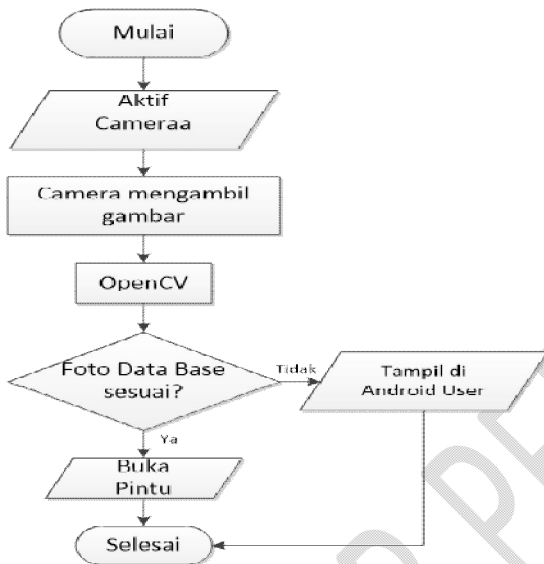 Mulai
Aktif
Cameraa
Camera mengambil
gambar
OpenCV
Foto Data Base
sesuai?
Tidak
Tampil di
Android User
Ya
Buka
Pintu
Selesai